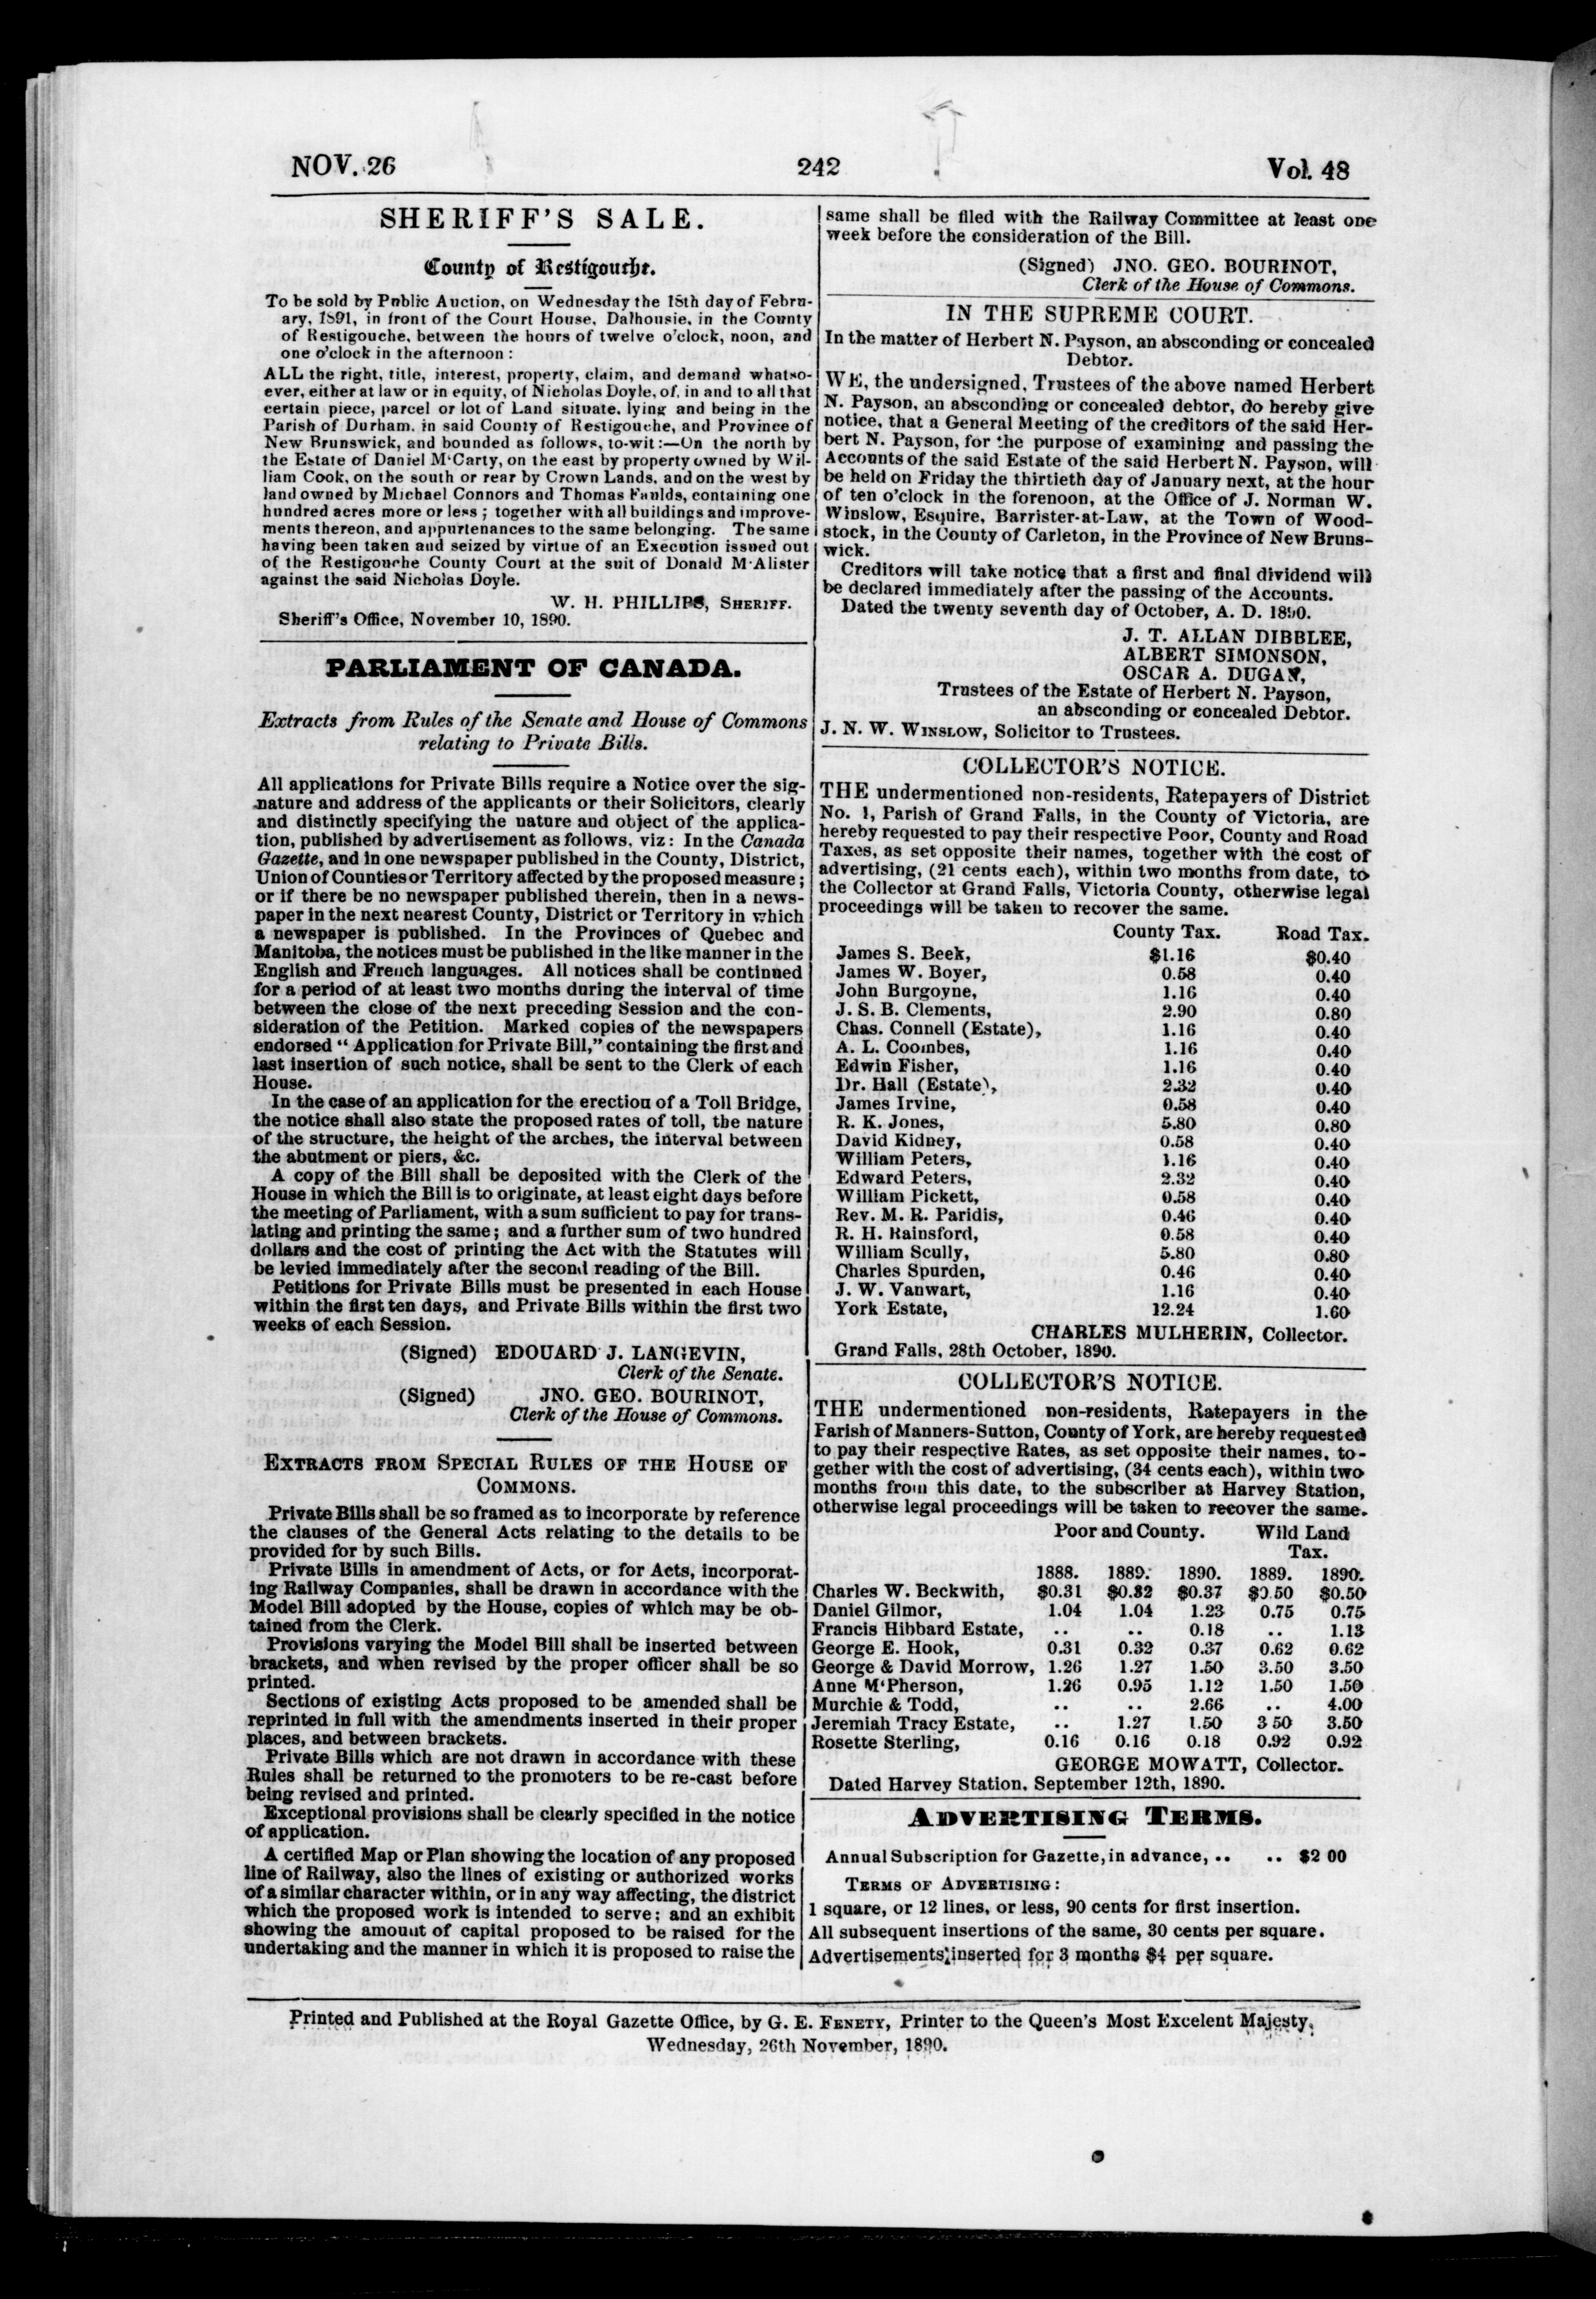 NOV. 26
242
Vol. 48
SHERIFF'S SALE.
County of Restigouche.
To be sold by Public Auction, on Wednesday the 18th day of Febru-
ary, 1891, in front of the Court House, Dalhousie, in the County
of Restigouche, between the hours of twelve o'clock, noon, and
one o'clock in the afternoon :
ALL the right, title, interest, property, claim, and demand whatso-
ever, either at law or in equity, of Nicholas Doyle, of, in and to all that
certain piece, parcel or lot of Land situate, lying and being in the
Parish of Durham, in said County of Restigouche, and Province of
New Brunswick, and bounded as follows, to-wit :—On the north by
the Estate of Daniel M'Carty, on the east by property owned by Wil-
liam Cook, on the south or rear by Crown Lands, and on the west by
land owned by Michael Connors and Thomas Faulds, containing one
hundred acres more or less ; together with all buildings and improve-
ments thereon, and appurtenances to the same belonging. The same
having been taken and seized by virtue of an Execution issued out
of the Restigouche County Court at the suit of Donald M'Alister
against the said Nicholas Doyle.
W. H. PHILLIPS, SHERIFF.
Sheriff's Office, November 10, 1890.
PARLIAMENT OF CANADA.
Extracts from Rules of the Senate and House of Commons
relating to Private Bills.
All applications for Private Bills require a Notice over the sig-
nature and address of the applicants or their Solicitors, clearly
and distinctly specifying the nature and object of the applica-
tion, published by advertisement as follows, viz : In the Canada
Gazette, and in one newspaper published in the County, District,
Union of Counties or Territory affected by the proposed measure ;
or if there be no newspaper published therein, then in a news-
paper in the next nearest County, District or Territory in which
a newspaper is published. In the Provinces of Quebec and
Manitoba, the notices must be published in the like manner in the
English and French languages. All notices shall be continued
for a period of at least two months during the interval of time
between the close of the next preceding Session and the con-
sideration of the Petition. Marked copies of the newspapers
endorsed " Application for Private Bill," containing the first and
last insertion of such notice, shall be sent to the Clerk of each
House.
In the case of an application for the erection of a Toll Bridge,
the notice shall also state the proposed rates of toll, the nature
of the structure, the height of the arches, the interval between
the abutment or piers, &c.
A copy of the Bill shall be deposited with the Clerk of the
House in which the Bill is to originate, at least eight days before
the meeting of Parliament, with a sum sufficient to pay for trans-
lating and printing the same ; and a further sum of two hundred
dollars and the cost of printing the Act with the Statutes will
be levied immediately after the second reading of the Bill.
Petitions for Private Bills must be presented in each House
within the first ten days, and Private Bills within the first two
weeks of each Session.
(Signed) EDOUARD J. LANGEVIN,
Clerk of the Senate.
(Signed) JNO. GEO. BOURINOT,
Clerk of the House of Commons.
EXTRACTS FROM SPECIAL RULES OF THE HOUSE OF
COMMONS.
Private Bills shall be so framed as to incorporate by reference
the clauses of the General Acts relating to the details to be
provided for by such Bills.
Private Bills in amendment of Acts, or for Acts, incorporat-
ing Railway Companies, shall be drawn in accordance with the
Model Bill adopted by the House, copies of which may be ob-
tained from the Clerk.
Provisions varying the Model Bill shall be inserted between
brackets, and when revised by the proper officer shall be so
printed.
Sections of existing Acts proposed to be amended shall be
reprinted in full with the amendments inserted in their proper
places, and between brackets.
Private Bills which are not drawn in accordance with these
Rules shall be returned to the promoters to be re-cast before
being revised and printed.
Exceptional provisions shall be clearly specified in the notice
of application.
A certified Map or Plan showing the location of any proposed
line of Railway, also the lines of existing or authorized works
of a similar character within, or in any way affecting, the district
which the proposed work is intended to serve ; and an exhibit
showing the amount of capital proposed to be raised for the
undertaking and the manner in which it is proposed to raise the
same shall be filed with the Railway Committee at least one
week before the consideration of the Bill.
(Signed) JNO. GEO. BOURINOT,
Clerk of the House of Commons.
IN THE SUPREME COURT.
In the matter of Herbert N. Payson, an absconding or concealed
Debtor.
WE, the undersigned, Trustees of the above named Herbert
N. Payson, an absconding or concealed debtor, do hereby give
notice, that a General Meeting of the creditors of the said Her-
bert N. Payson, for the purpose of examining and passing the
Accounts of the said Estate of the said Herbert N. Payson, will
be held on Friday the thirtieth day of January next, at the hour
of ten o'clock in the forenoon, at the Office of J. Norman W.
Winslow, Esquire, Barrister-at-Law, at the Town of Wood-
stock, in the County of Carleton, in the Province of New Bruns-
wick.
Creditors will take notice that a first and final dividend will
be declared immediately after the passing of the Accounts.
Dated the twenty seventh day of October, A. D. 1890.
J. T. ALLAN DIBBLEE,
ALBERT SIMONSON,
OSCAR A. DUGAN,
Trustees of the Estate of Herbert N. Payson,
an absconding or concealed Debtor.
J. N. W. WINSLOW, Solicitor to Trustees.
COLLECTOR'S NOTICE.
THE undermentioned non-residents, Ratepayers of District
No. 1, Parish of Grand Falls, in the County of Victoria, are
hereby requested to pay their respective Poor, County and Road
Taxes, as set opposite their names, together with the cost of
advertising, (21 cents each), within two months from date, to
the Collector at Grand Falls, Victoria County, otherwise legal
proceedings will be taken to recover the same.
County Tax. Road Tax.
James S. Beek, $1.16 $0.40
James W. Boyer, 0.58 0.40
John Burgoyne, 1.16 0.40
J. S. B. Clements, 2.90 0.80
Chas. Connell (Estate), 1.16 0.40
A. L. Coombes, 1.16 0.40
Edwin Fisher, 1.16 0.40
Dr. Hall (Estate), 2.32 0.40
James Irvine, 0.58 0.40
R. K. Jones, 5.80 0.80
David Kidney, 0.58 0.40
William Peters, 1.16 0.40
Edward Peters, 2.32 0.40
William Pickett, 0.58 0.40
Rev. M. R. Paridis, 0.46 0.40
R. H. Rainsford, 0.58 0.40
William Scully, 5.80 0.80
Charles Spurden, 0.46 0.40
J. W. Vanwart, 1.16 0.40
York Estate, 12.24 1.60
CHARLES MULHERIN, Collector.
Grand Falls, 28th October, 1890.
COLLECTOR'S NOTICE.
THE undermentioned non-residents, Ratepayers in the
Parish of Manners-Sutton, County of York, are hereby requested
to pay their respective Rates, as set opposite their names, to-
gether with the cost of advertising, (34 cents each), within two
months from this date, to the subscriber at Harvey Station,
otherwise legal proceedings will be taken to recover the same.
Poor and County. Wild Land
Tax.
1888. 1889. 1890. 1889. 1890.
Charles W. Beckwith, $0.31 $0.32 $0.37 $0.50 $0.50
Daniel Gilmor, 1.04 1.04 1.23 0.75 0.75
Francis Hibbard Estate, .. .. 0.18 .. 1.13
George E. Hook, 0.31 0.32 0.37 0.62 0.62
George & David Morrow, 1.26 1.27 1.50 3.50 3.50
Anne M'Pherson, 1.26 0.95 1.12 1.50 1.50
Murchie & Todd, .. .. 2.66 .. 4.00
Jeremiah Tracy Estate, .. 1.27 1.50 3 50 3.50
Rosette Sterling, 0.16 0.16 0.18 0.92 0.92
GEORGE MOWATT, Collector.
Dated Harvey Station, September 12th, 1890.
ADVERTISING TERMS.
Annual Subscription for Gazette, in advance, .. .. $2 00
TERMS OF ADVERTISING :
1 square, or 12 lines, or less, 90 cents for first insertion.
All subsequent insertions of the same, 30 cents per square.
Advertisements inserted for 3 months $4 per square.
Printed and Published at the Royal Gazette Office, by G. E. FENETY, Printer to the Queen's Most Excelent Majesty,
Wednesday, 26th November, 1890.